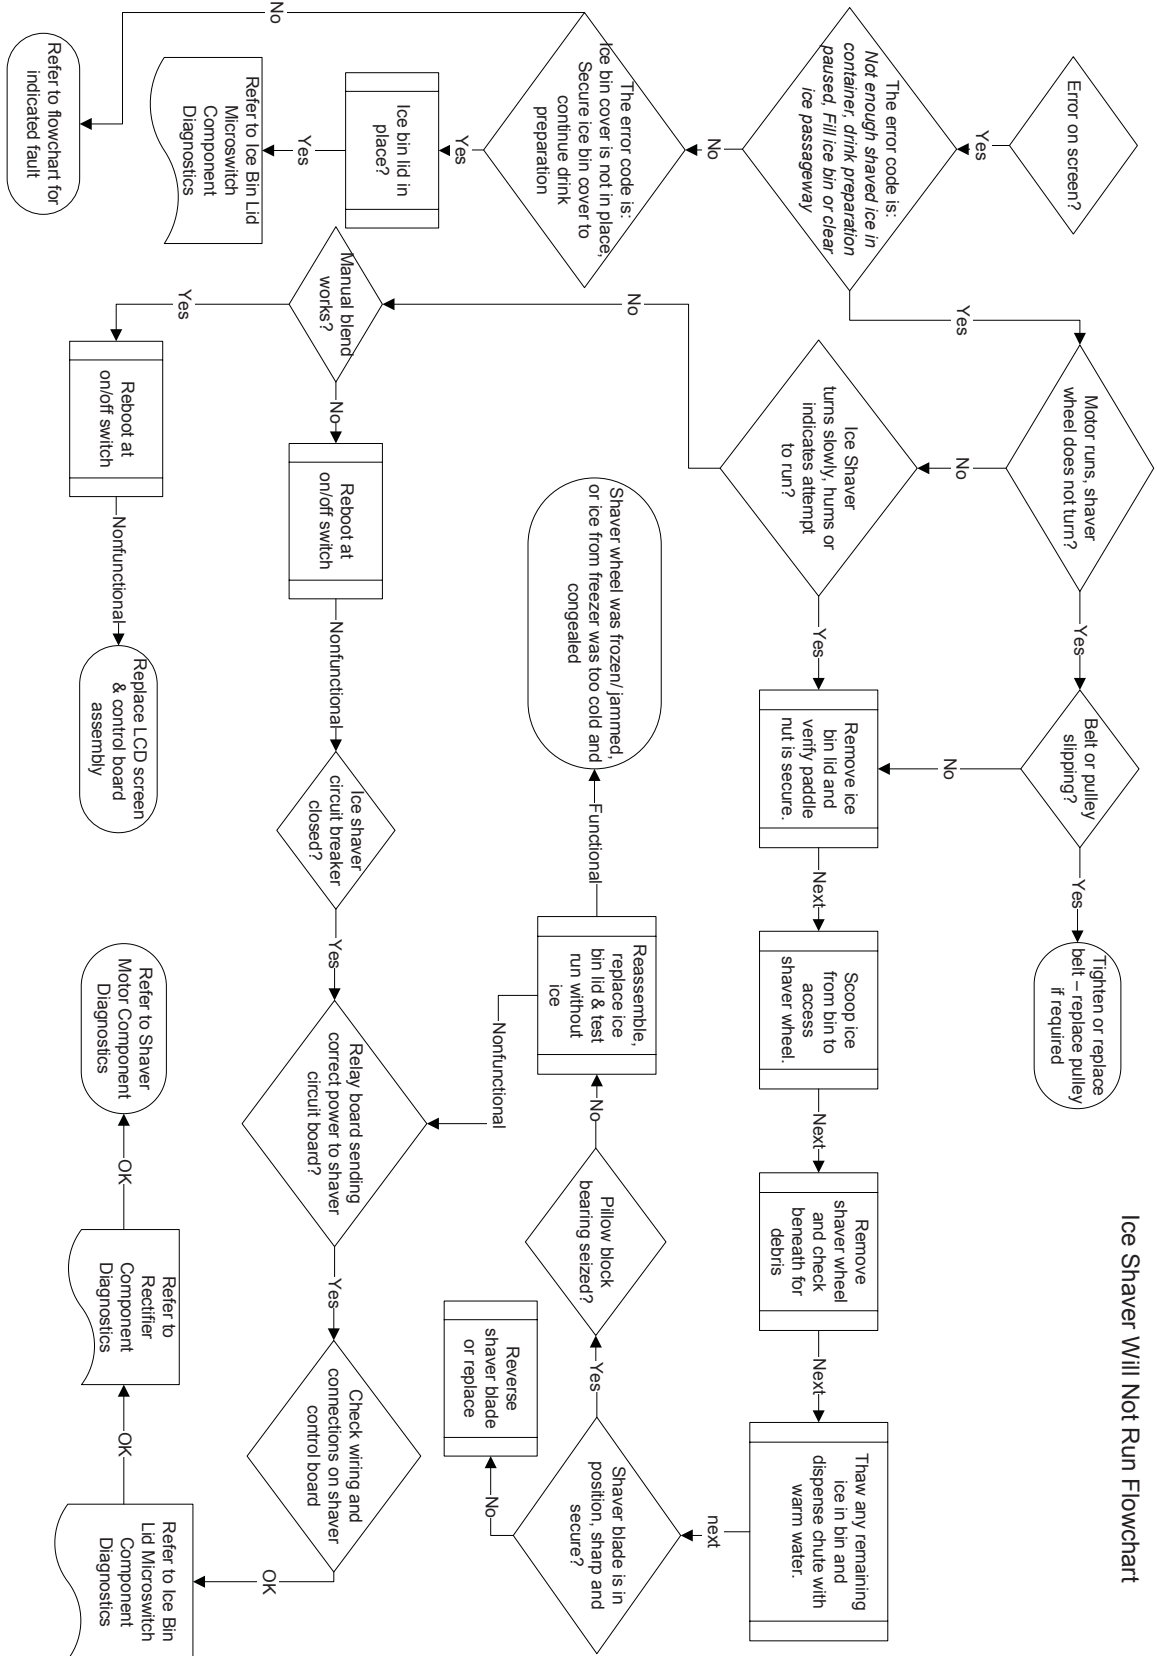 Ice Shaver Will Not Run Flowchart
Error on screen?
Yes
The error code is:
Not enough shaved ice in
container, drink preparation
paused, Fill ice bin or clear
ice passageway
No
The error code is:
Ice bin cover is not in place,
Secure ice bin cover to
continue drink
preparation
No
Refer to flowchart for
indicated fault
Yes
Ice bin lid in
place?
Yes
Refer to Ice Bin Lid
Microswitch
Component
Diagnostics
Yes
Motor runs, shaver
wheel does not turn?
Yes
Belt or pulley
slipping?
Yes
Tighten or replace
belt – replace pulley
if required
No
No
Ice Shaver
turns slowly, hums or
indicates attempt
to run?
Yes
No
Remove ice
bin lid and
verify paddle
nut is secure.
Next
Scoop ice
from bin to
access
shaver wheel.
Next
Remove
shaver wheel
and check
beneath for
debris
Next
Thaw any remaining
ice in bin and
dispense chute with
warm water.
next
Shaver blade is in
position, sharp and
secure?
No
Reverse
shaver blade
or replace
Yes
Pillow block
bearing seized?
No
Reassemble,
replace ice
bin lid & test
run without
ice
Functional
Shaver wheel was frozen/ jammed,
or ice from freezer was too cold and
congealed
Nonfunctional
Manual blend
works?
Yes
Reboot at
on/off switch
Nonfunctional
Replace LCD screen
& control board
assembly
No
Reboot at
on/off switch
Nonfunctional
Ice shaver
circuit breaker
closed?
Yes
Relay board sending
correct power to shaver
circuit board?
Yes
Check wiring and
connections on shaver
control board
OK
Refer to Ice Bin
Lid Microswitch
Component
Diagnostics
OK
Refer to
Rectifier
Component
Diagnostics
OK
Refer to Shaver
Motor Component
Diagnostics